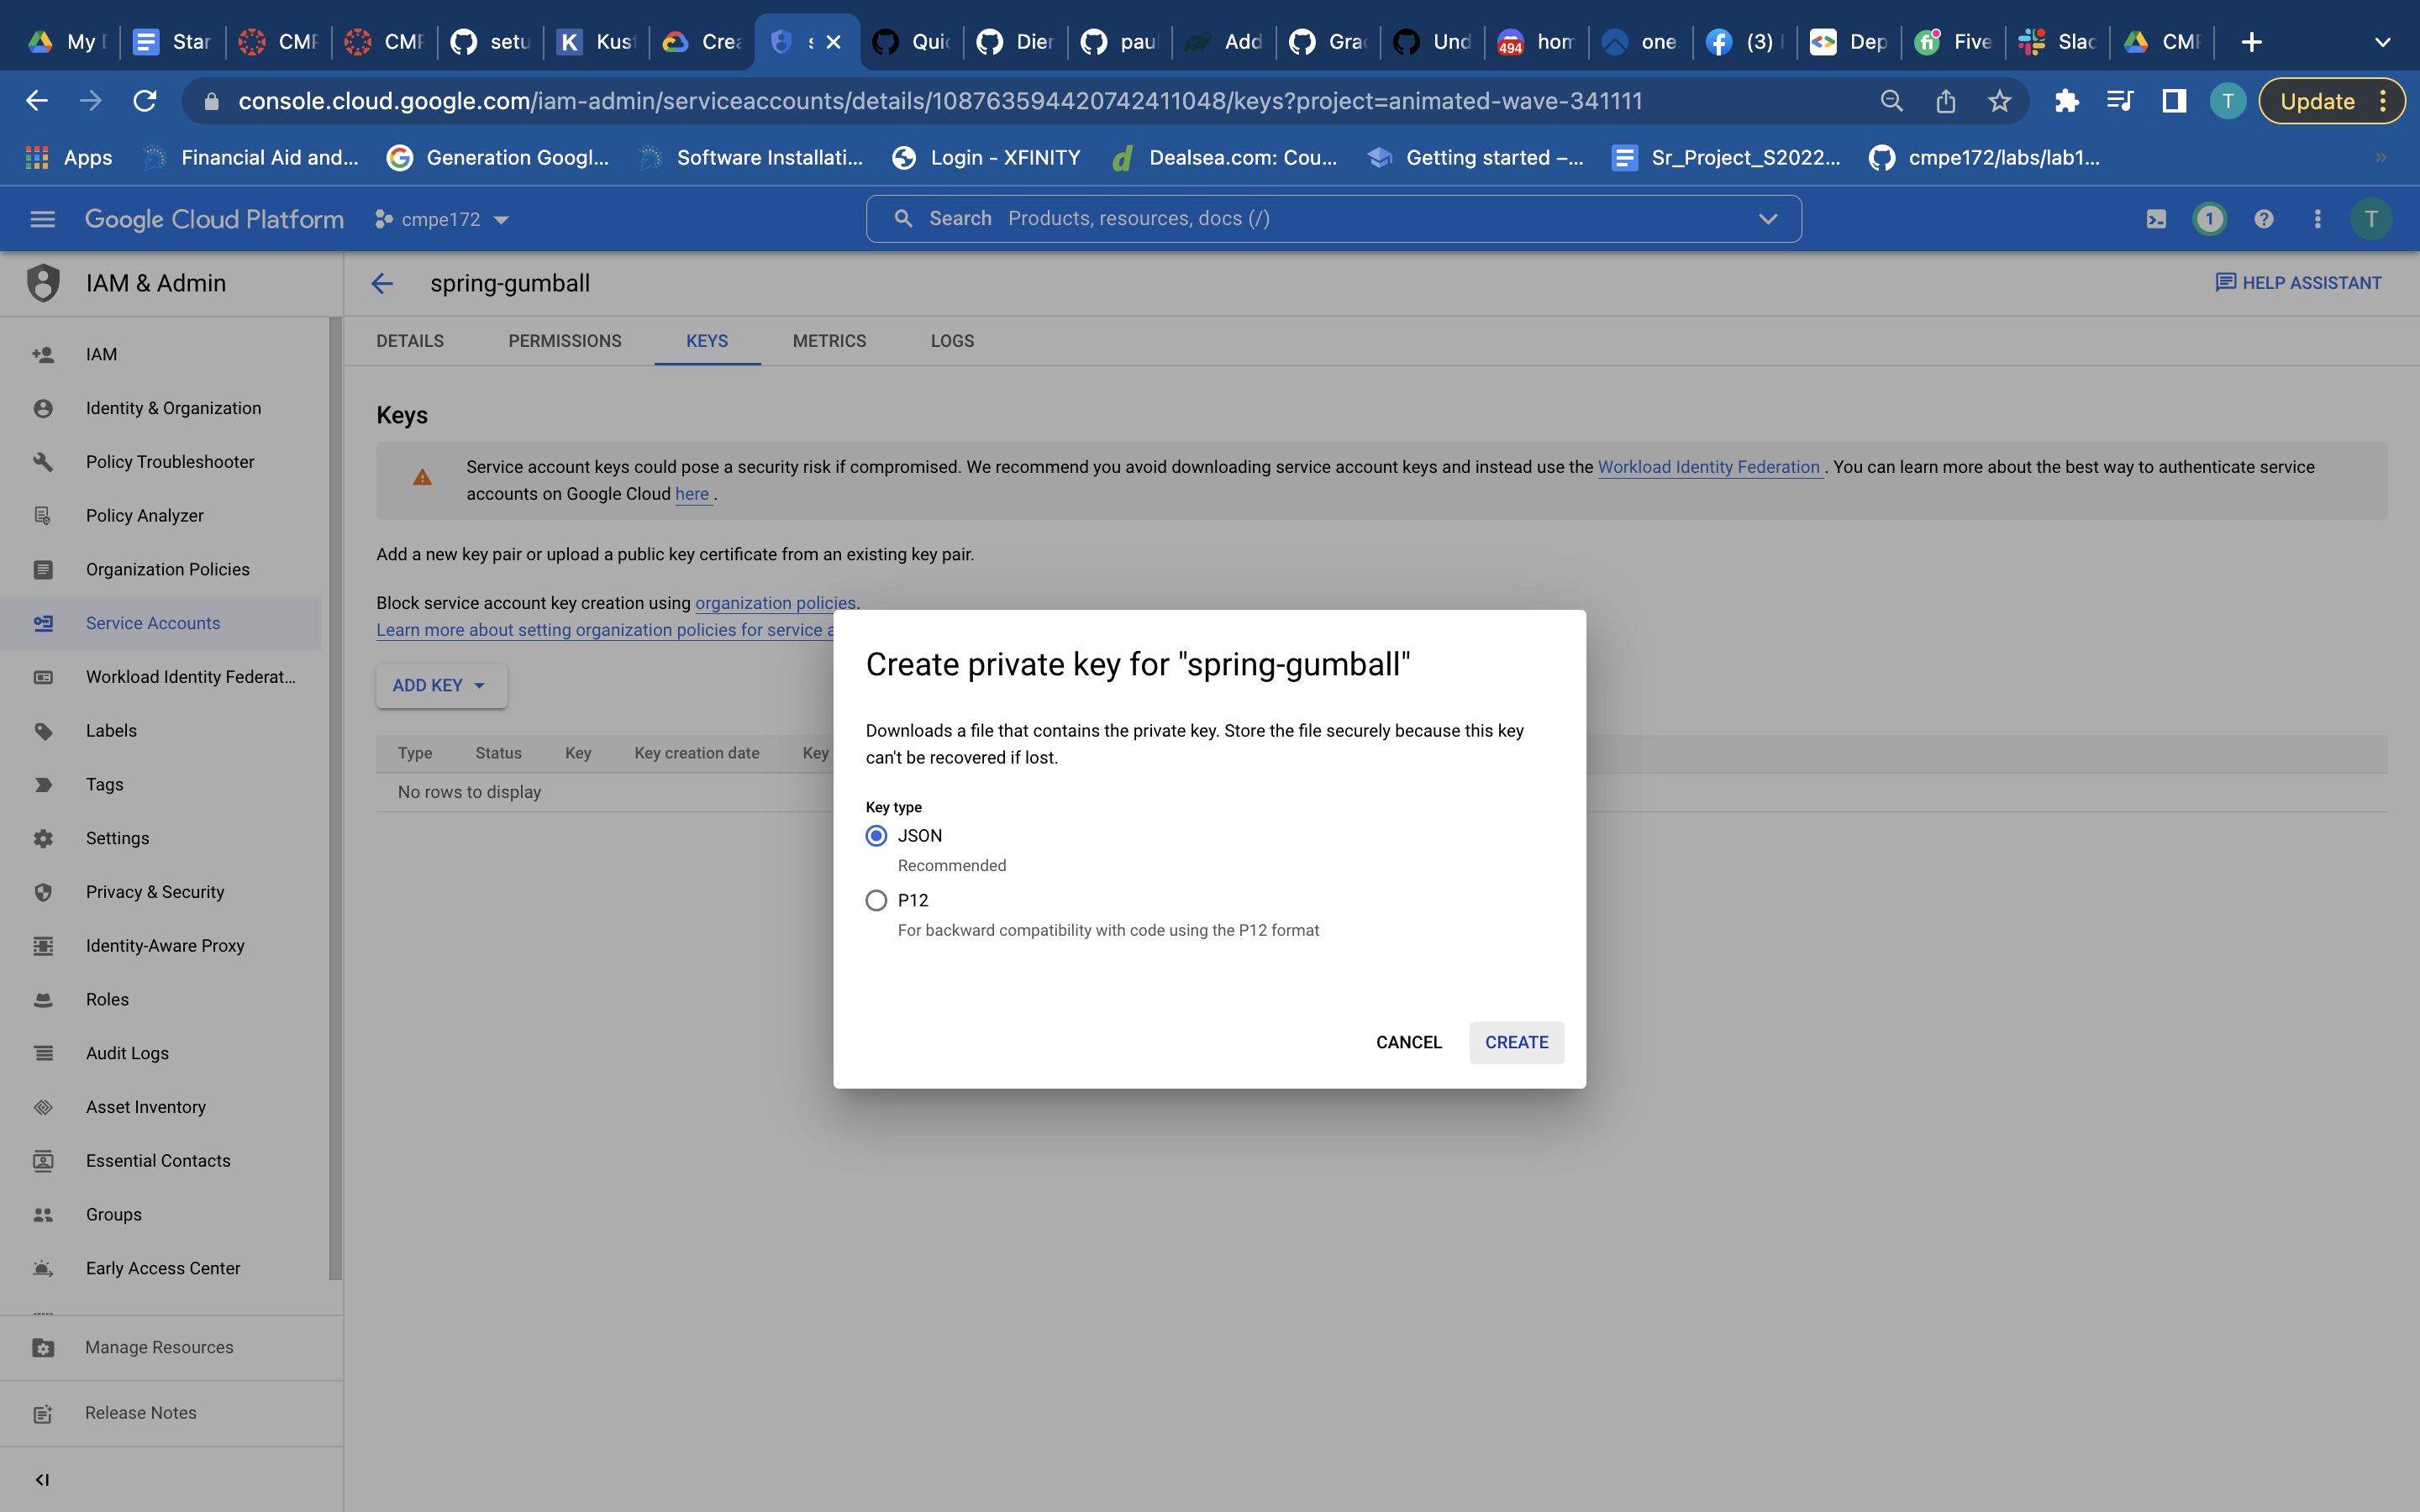 My
Star
CMP
CMP
setu
Kust
Crea
s
Quic
Dier
paul
Add
Grad
Und
494
hom
one
(3)
Dep
Five
Slac
CMP
console.cloud.google.com/iam-admin/serviceaccounts/details/108763594420742411048/keys?project=animated-wave-341111
T
Update
Apps
Financial Aid and...
Generation Googl...
Software Installati...
Login - XFINITY
Dealsea.com: Cou...
Getting started –...
Sr_Project_S2022...
cmpe172/labs/lab1...
»
Google Cloud Platform
cmpe172
Search Products, resources, docs (/)
1
T
IAM & Admin
IAM
Identity & Organization
Policy Troubleshooter
Policy Analyzer
Organization Policies
Service Accounts
Workload Identity Federat...
Labels
Tags
Settings
Privacy & Security
Identity-Aware Proxy
Roles
Audit Logs
Asset Inventory
Essential Contacts
Groups
Early Access Center
Manage Resources
Release Notes
spring-gumball
HELP ASSISTANT
DETAILS
PERMISSIONS
KEYS
METRICS
LOGS
Keys
Service account keys could pose a security risk if compromised. We recommend you avoid downloading service account keys and instead use the Workload Identity Federation . You can learn more about the best way to authenticate service
accounts on Google Cloud here .
Add a new key pair or upload a public key certificate from an existing key pair.
Block service account key creation using organization policies.
Learn more about setting organization policies for service a
ADD KEY
Type Status Key Key creation date Key
No rows to display
Create private key for "spring-gumball"
Downloads a file that contains the private key. Store the file securely because this key
can't be recovered if lost.
Key type
JSON
Recommended
P12
For backward compatibility with code using the P12 format
CANCEL
CREATE